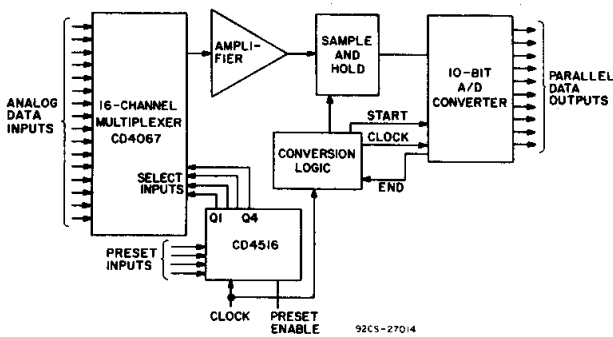 ANALOG
DATA
INPUTS
16-CHANNEL
MULTIPLEXER
CD4067
AMPLI-
FIER
SAMPLE
AND
HOLD
10-BIT
A/D
CONVERTER
PARALLEL
DATA
OUTPUTS
START
CLOCK
END
CONVERSION
LOGIC
SELECT
INPUTS
Q1 Q4
CD4516
PRESET
INPUTS
CLOCK
PRESET
ENABLE
92CS-27014